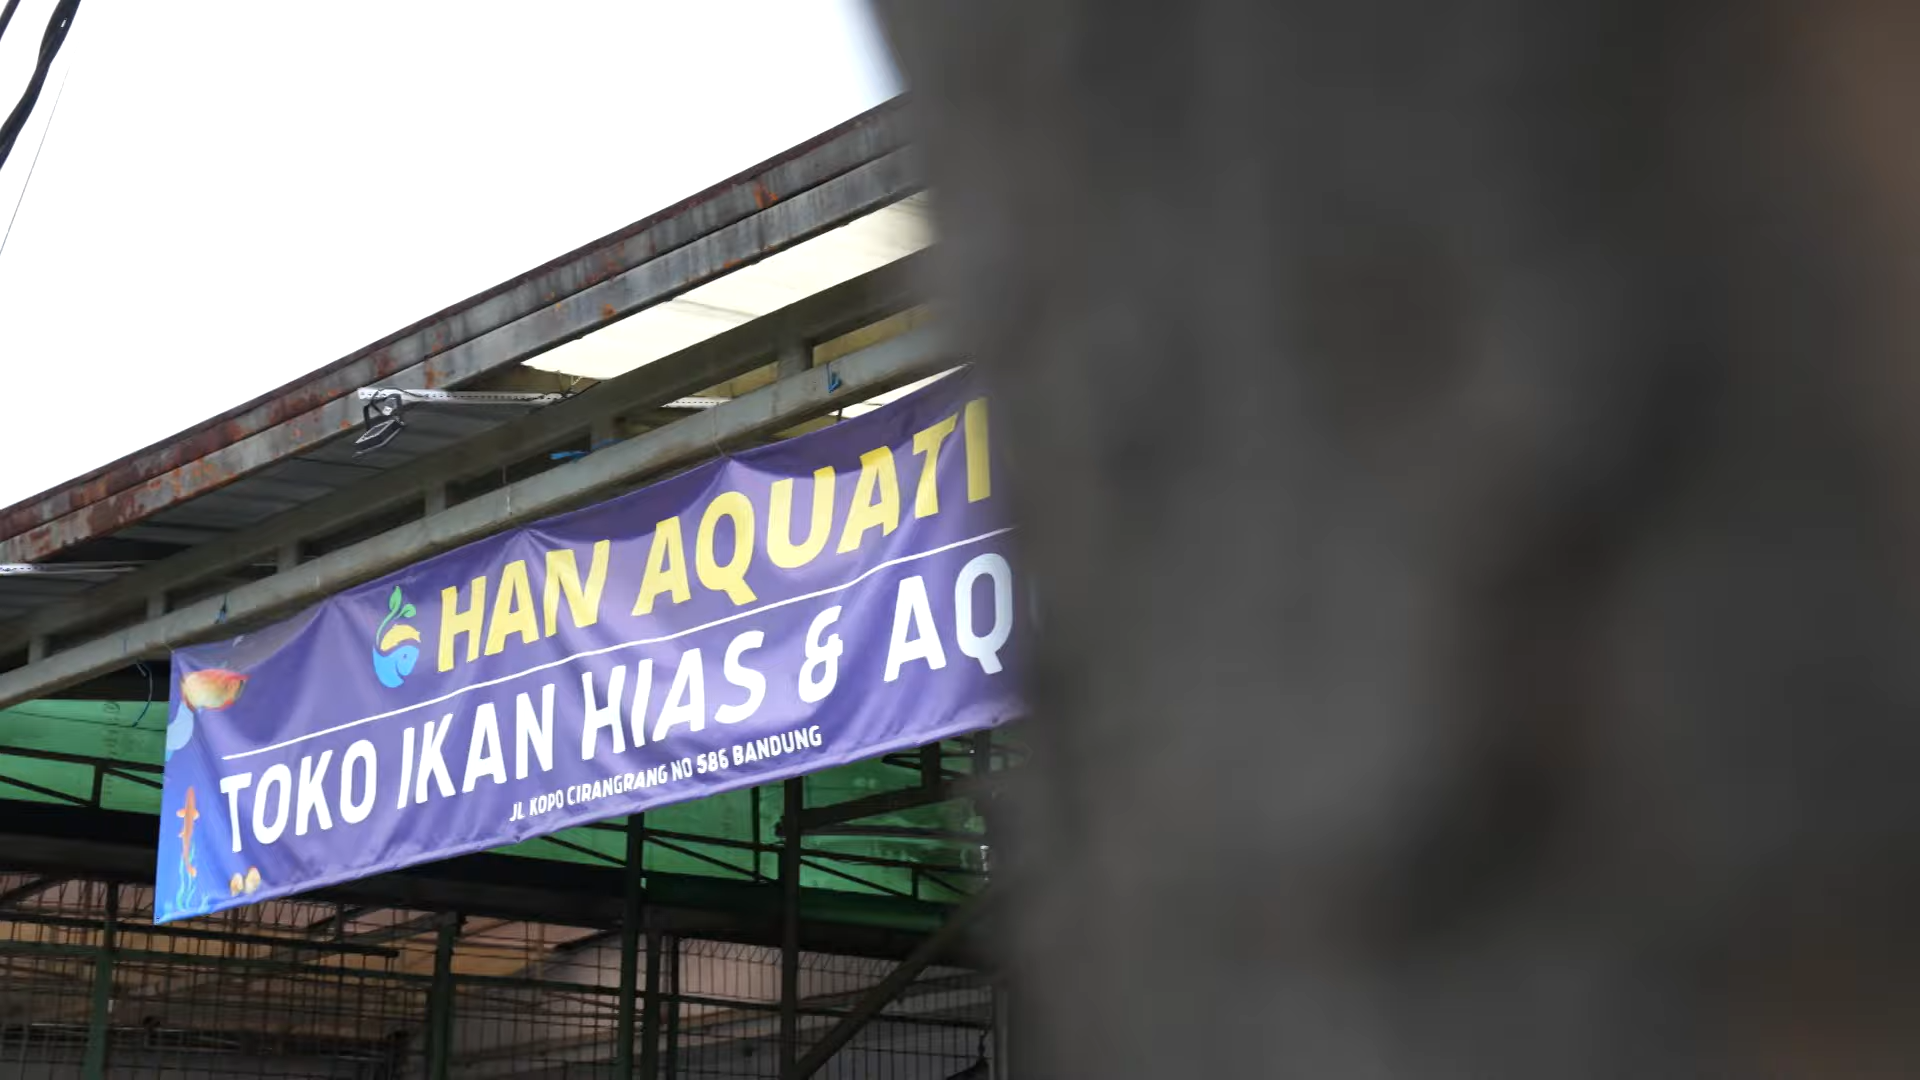 HAN AQUATI
TOKO IKAN HIAS & AQ
JL KOPO CIRANGRANG NO 586 BANDUNG